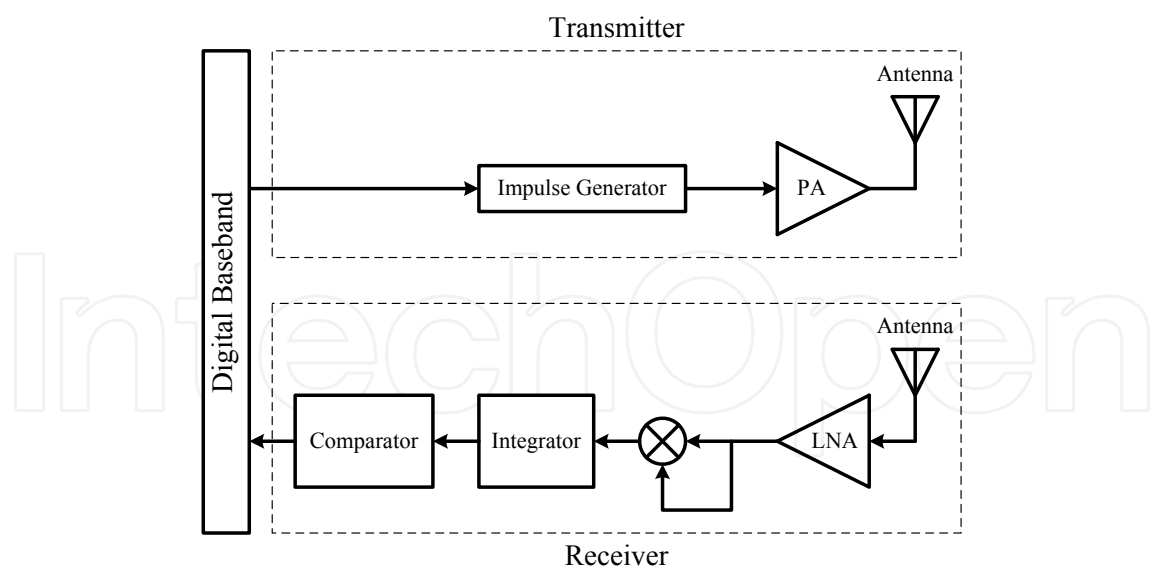 Transmitter
Antenna
Impulse Generator
PA
Digital Baseband
IntechOpen
Antenna
Comparator
Integrator
LNA
Receiver